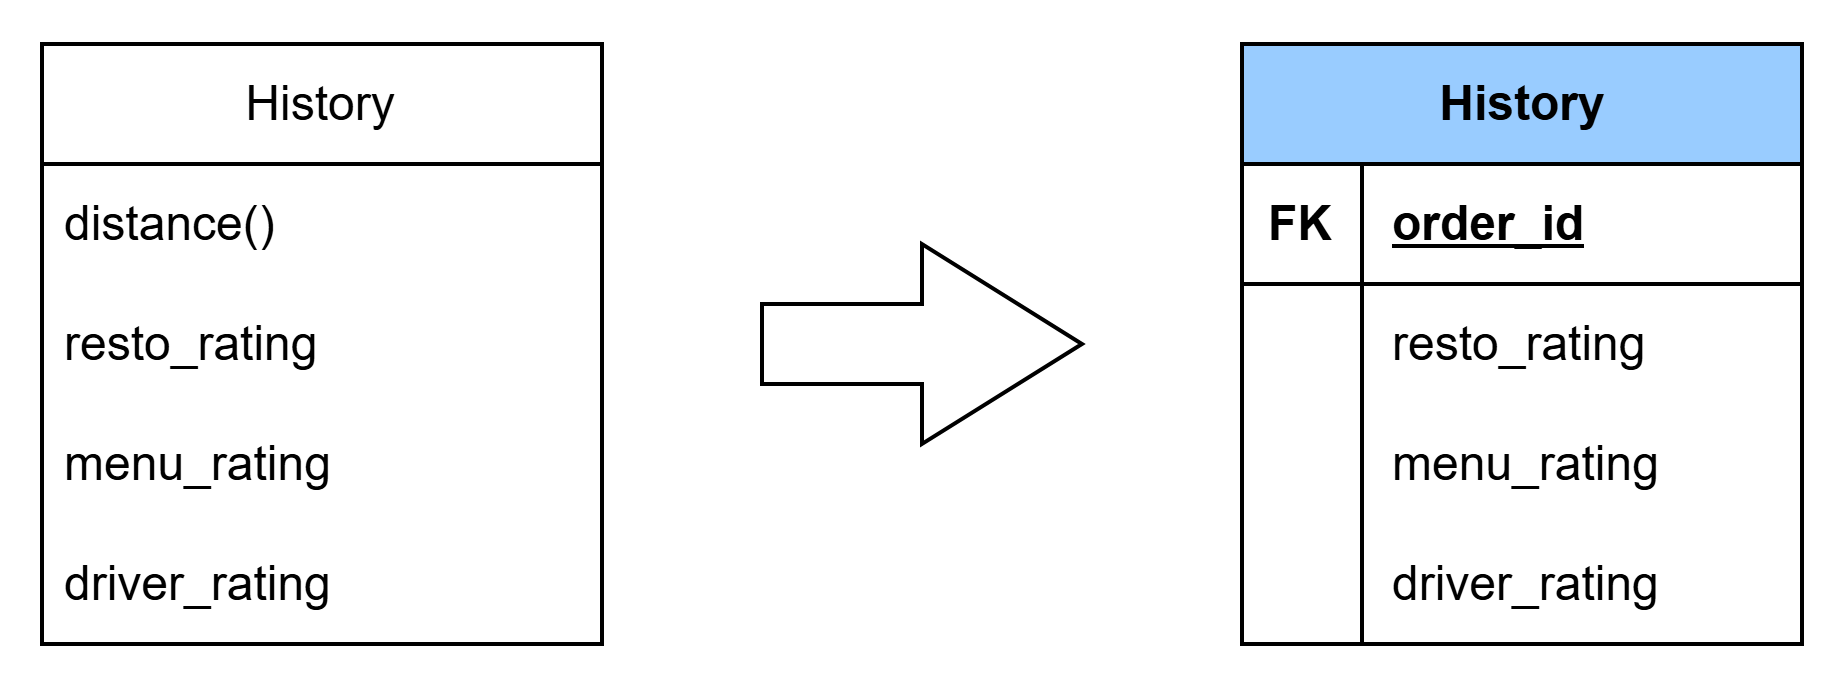 History
distance()
resto_rating
menu_rating
driver_rating
History
FK order_id
resto_rating
menu_rating
driver_rating